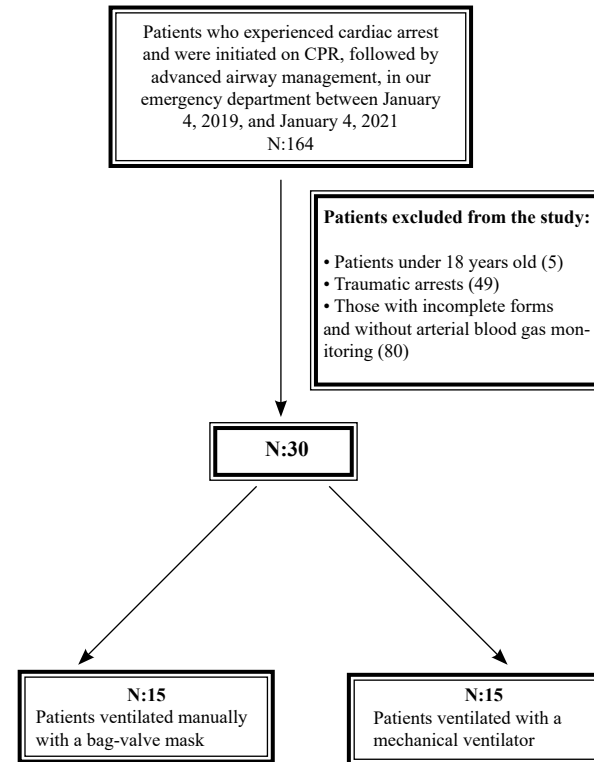 Patients who experienced cardiac arrest
and were initiated on CPR, followed by
advanced airway management, in our
emergency department between January
4, 2019, and January 4, 2021
N:164
Patients excluded from the study:
• Patients under 18 years old (5)
• Traumatic arrests (49)
• Those with incomplete forms
and without arterial blood gas mon-
itoring (80)
N:30
N:15
Patients ventilated manually
with a bag-valve mask
N:15
Patients ventilated with a
mechanical ventilator